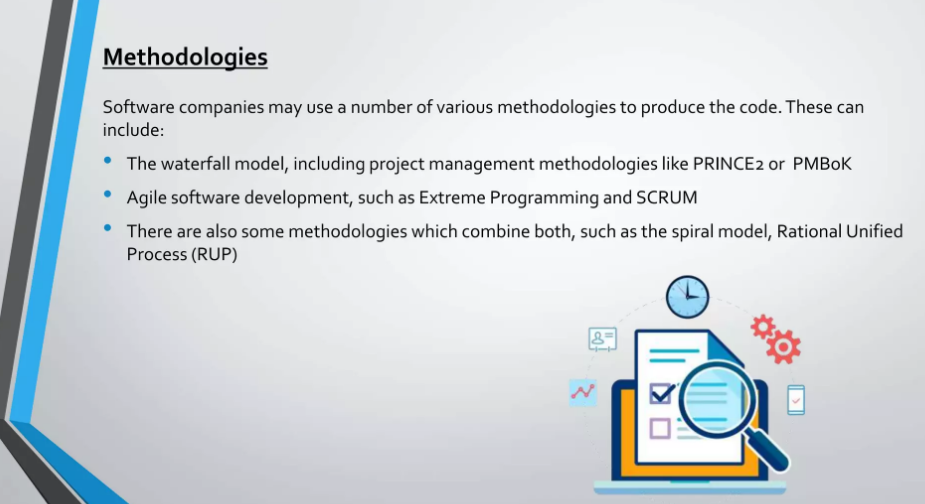 Methodologies
Software companies may use a number of various methodologies to produce the code. These can
include:
• The waterfall model, including project management methodologies like PRINCE2 or PMBoK
• Agile software development, such as Extreme Programming and SCRUM
• There are also some methodologies which combine both, such as the spiral model, Rational Unified
Process (RUP)